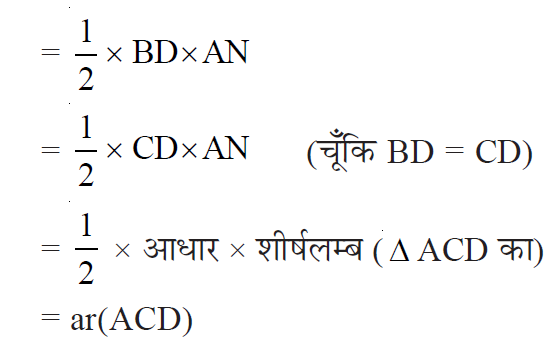 = 1/2 × BD×AN
= 1/2 × CD×AN (चूँकि BD = CD)
= 1/2 × आधार × शीर्षलम्ब ( Δ ACD का)
= ar(ACD)